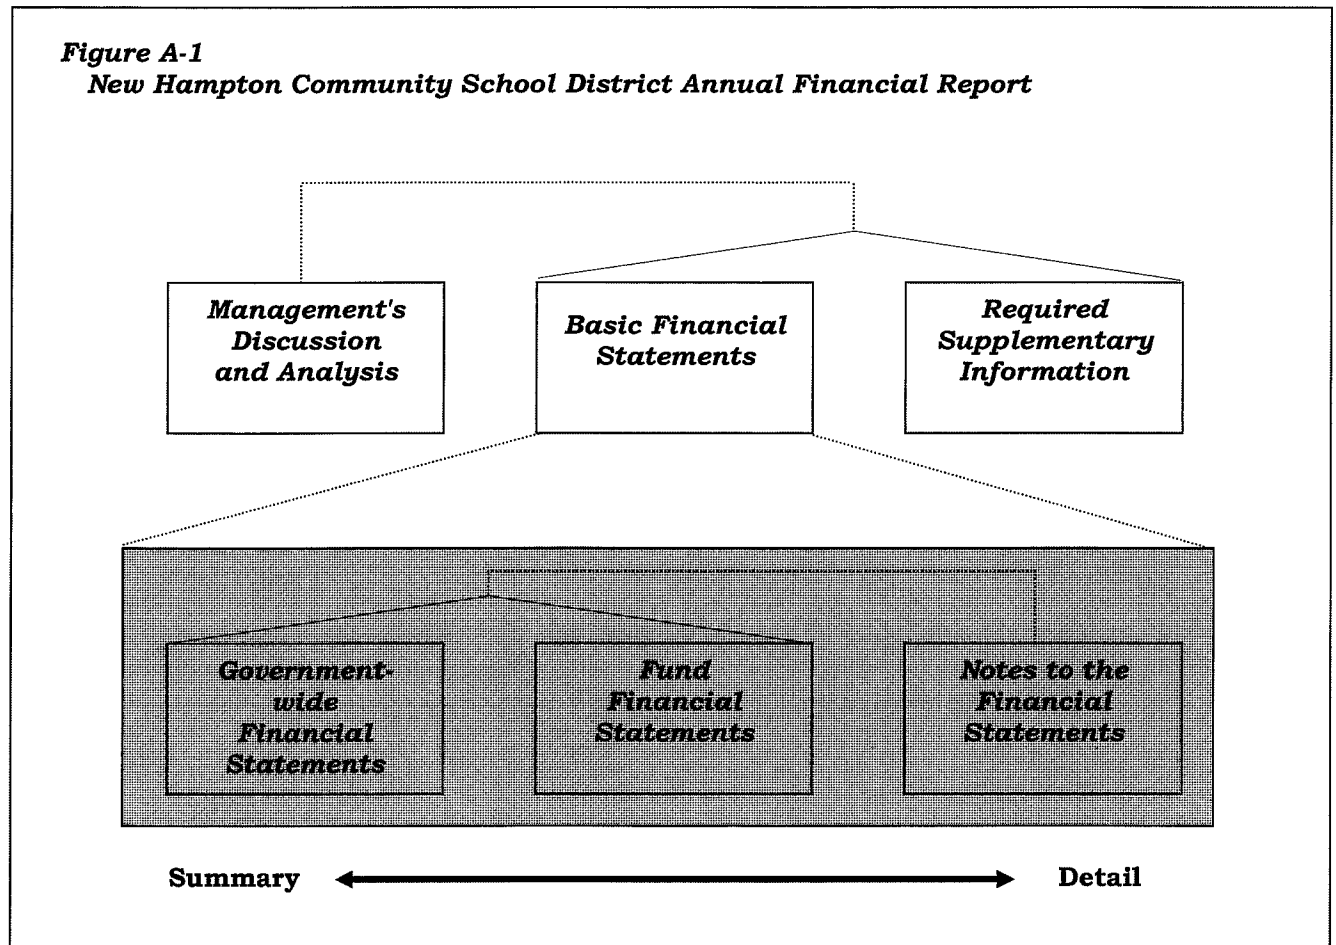 Figure A-1
New Hampton Community School District Annual Financial Report
Management's
Discussion
and Analysis
Basic Financial
Statements
Required
Supplementary
Information
Government-
wide
Financial
Statements
Fund
Financial
Statements
Notes to the
Financial
Statements
Summary
Detail